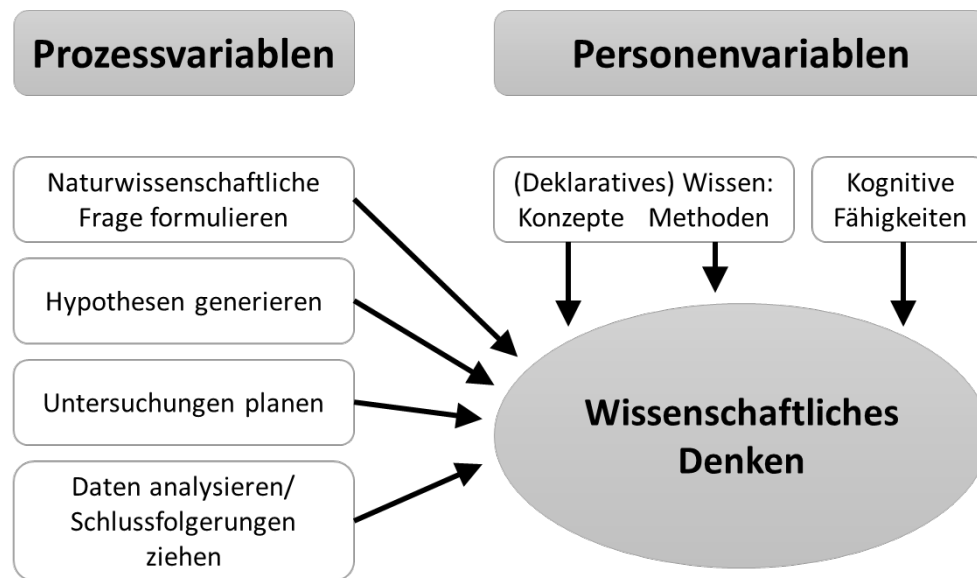 Prozessvariablen
Personenvariablen
Naturwissenschaftliche
Frage formulieren
Hypothesen generieren
Untersuchungen planen
Daten analysieren/
Schlussfolgerungen
ziehen
(Deklaratives) Wissen:
Konzepte Methoden
Kognitive
Fähigkeiten
Wissenschaftliches
Denken